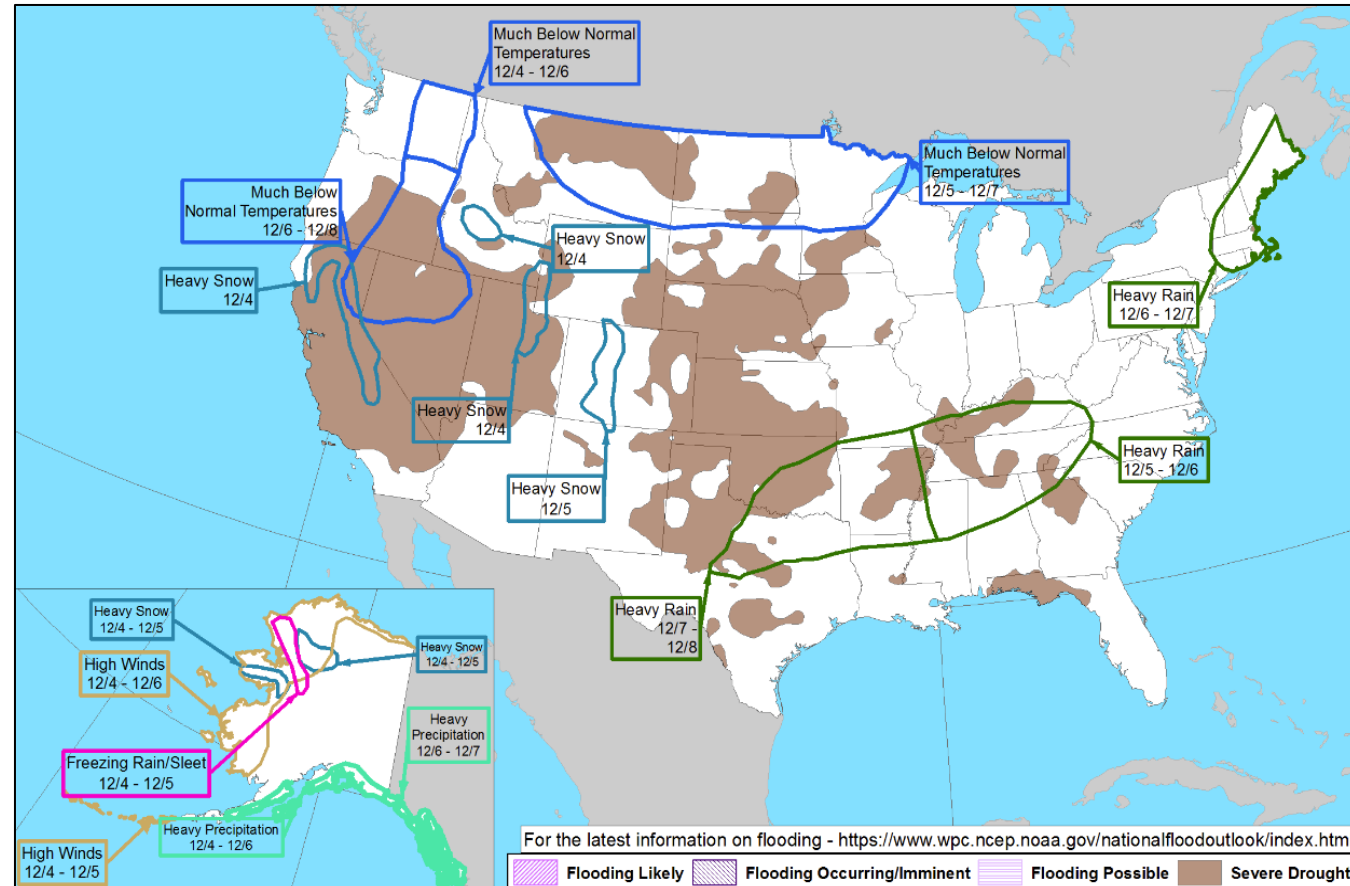 Much Below Normal
Temperatures
12/4 - 12/6
Much Below Normal
Temperatures
12/5 - 12/7
Much Below
Normal Temperatures
12/6 - 12/8
Heavy Snow
12/4
Heavy Snow
12/4
Heavy Rain
12/6 - 12/7
Heavy Snow
12/4
Heavy Rain
12/5 - 12/6
Heavy Snow
12/5
Heavy Rain
12/7 -
12/8
Heavy Snow
12/4 - 12/5
Heavy Snow
12/4 - 12/5
High Winds
12/4 - 12/6
Heavy
Precipitation
12/6 - 12/7
Freezing Rain/Sleet
12/4 - 12/5
Heavy Precipitation
12/4 - 12/6
High Winds
12/4 - 12/5
For the latest information on flooding - https://www.wpc.ncep.noaa.gov/nationalfloodoutlook/index.htm
Flooding Likely
Flooding Occurring/Imminent
Flooding Possible
Severe Drought